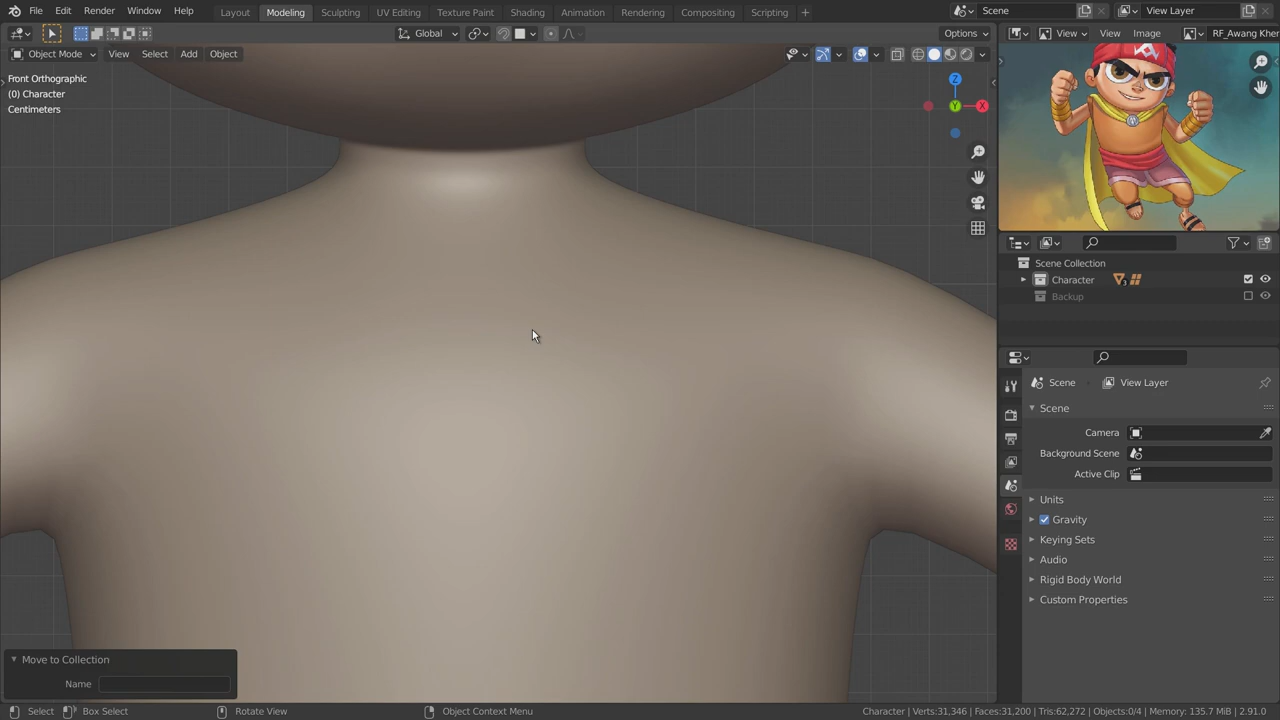 File Edit Render Window Help Layout Modeling Sculpting UV Editing Texture Paint Shading Animation Rendering Compositing Scripting + Scene View Layer
Global Options View View Image RF_Awang Kher
Object Mode View Select Add Object
Front Orthographic
(0) Character
Centimeters
Z
Y
X
Scene Collection
Character 3
Backup
Scene View Layer
Scene
Camera
Background Scene
Active Clip
Units
Gravity
Keying Sets
Audio
Rigid Body World
Custom Properties
Move to Collection
Name
Select Box Select Rotate View Object Context Menu Character | Verts:31,346 | Faces:31,200 | Tris:62,272 | Objects:0/4 | Memory: 135.7 MiB | 2.91.0